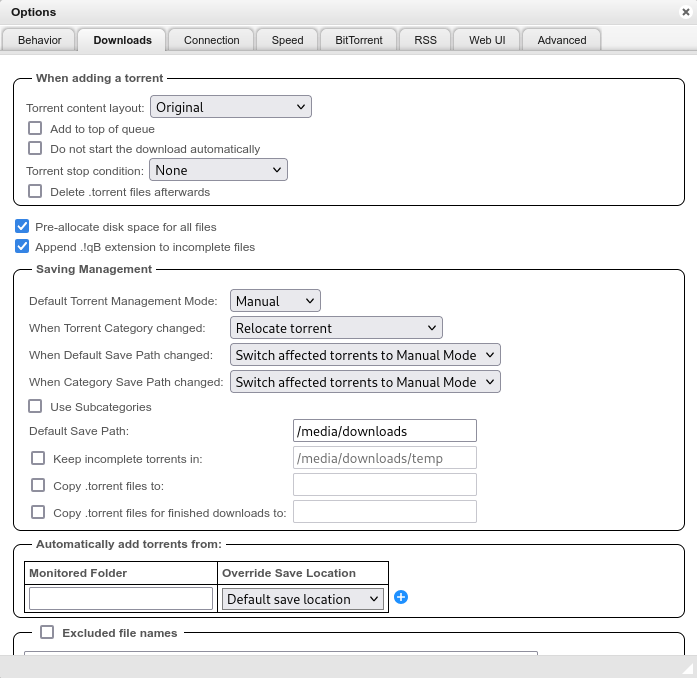 Options
Behavior Downloads Connection Speed BitTorrent RSS Web UI Advanced
When adding a torrent
Torrent content layout: Original
Add to top of queue
Do not start the download automatically
Torrent stop condition: None
Delete .torrent files afterwards
Pre-allocate disk space for all files
Append .!qB extension to incomplete files
Saving Management
Default Torrent Management Mode: Manual
When Torrent Category changed: Relocate torrent
When Default Save Path changed: Switch affected torrents to Manual Mode
When Category Save Path changed: Switch affected torrents to Manual Mode
Use Subcategories
Default Save Path: /media/downloads
Keep incomplete torrents in: /media/downloads/temp
Copy .torrent files to:
Copy .torrent files for finished downloads to:
Automatically add torrents from:
Monitored Folder Override Save Location
Default save location
Excluded file names